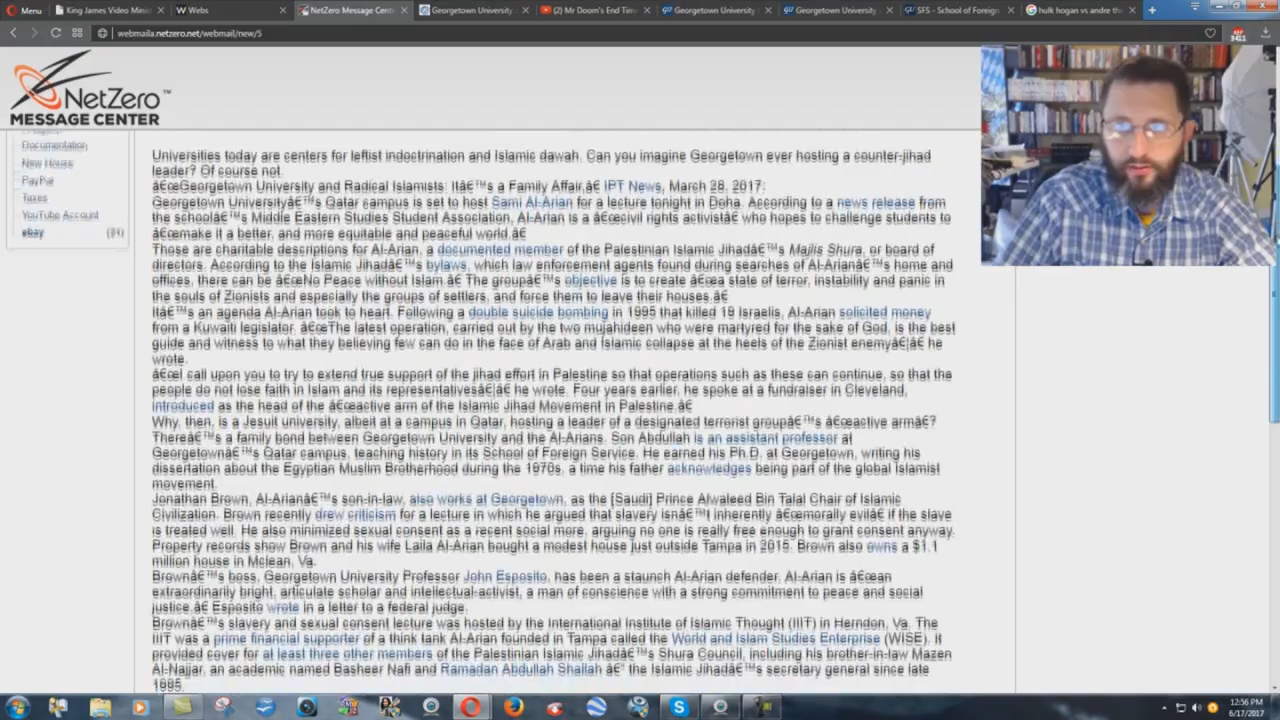 Menu
King James Video Minist
Webs
NetZero Message Cente
Georgetown University
(2) Mr Doom's End Time
Georgetown University
Georgetown University
SFS - School of Foreign
hulk hogan vs andre th
webmaila.netzero.net/webmail/new/5
3411
NetZero™
MESSAGE CENTER
Documentation
New House
PayPal
Taxes
YouTube Account
ebay (84)
Universities today are centers for leftist indoctrination and Islamic dawah. Can you imagine Georgetown ever hosting a counter-jihad
leader? Of course not.
â€œGeorgetown University and Radical Islamists: Itâ€™s a Family Affair,â€ IPT News, March 28, 2017:
Georgetown Universityâ€™s Qatar campus is set to host Sami Al-Arian for a lecture tonight in Doha. According to a news release from
the schoolâ€™s Middle Eastern Studies Student Association, Al-Arian is a â€œcivil rights activistâ€ who hopes to challenge students to
â€œmake it a better, and more equitable and peaceful world.â€
Those are charitable descriptions for Al-Arian, a documented member of the Palestinian Islamic Jihadâ€™s Majlis Shura, or board of
directors. According to the Islamic Jihadâ€™s bylaws, which law enforcement agents found during searches of Al-Arianâ€™s home and
offices, there can be â€œNo Peace without Islam.â€ The groupâ€™s objective is to create â€œa state of terror, instability and panic in
the souls of Zionists and especially the groups of settlers, and force them to leave their houses.â€
Itâ€™s an agenda Al-Arian took to heart. Following a double suicide bombing in 1995 that killed 19 Israelis, Al-Arian solicited money
from a Kuwaiti legislator. â€œThe latest operation, carried out by the two mujahideen who were martyred for the sake of God, is the best
guide and witness to what they believing few can do in the face of Arab and Islamic collapse at the heels of the Zionist enemyâ€¦â€ he
wrote.
â€œI call upon you to try to extend true support of the jihad effort in Palestine so that operations such as these can continue, so that the
people do not lose faith in Islam and its representativesâ€¦â€ he wrote. Four years earlier, he spoke at a fundraiser in Cleveland,
introduced as the head of the â€œactive arm of the Islamic Jihad Movement in Palestine.â€
Why, then, is a Jesuit university, albeit at a campus in Qatar, hosting a leader of a designated terrorist groupâ€™s â€œactive armâ€?
Thereâ€™s a family bond between Georgetown University and the Al-Arians. Son Abdullah is an assistant professor at
Georgetownâ€™s Qatar campus, teaching history in its School of Foreign Service. He earned his Ph.D. at Georgetown, writing his
dissertation about the Egyptian Muslim Brotherhood during the 1970s, a time his father acknowledges being part of the global Islamist
movement.
Jonathan Brown, Al-Arianâ€™s son-in-law, also works at Georgetown, as the [Saudi] Prince Alwaleed Bin Talal Chair of Islamic
Civilization. Brown recently drew criticism for a lecture in which he argued that slavery isnâ€™t inherently â€œmorally evilâ€ if the slave
is treated well. He also minimized sexual consent as a recent social more, arguing no one is really free enough to grant consent anyway.
Property records show Brown and his wife Laila Al-Arian bought a modest house just outside Tampa in 2015. Brown also owns a $1.1
million house in Mclean, Va.
Brownâ€™s boss, Georgetown University Professor John Esposito, has been a staunch Al-Arian defender. Al-Arian is â€œan
extraordinarily bright, articulate scholar and intellectual-activist, a man of conscience with a strong commitment to peace and social
justice,â€ Esposito wrote in a letter to a federal judge.
Brownâ€™s slavery and sexual consent lecture was hosted by the International Institute of Islamic Thought (IIIT) in Herndon, Va. The
IIIT was a prime financial supporter of a think tank Al-Arian founded in Tampa called the World and Islam Studies Enterprise (WISE). It
provided cover for at least three other members of the Palestinian Islamic Jihadâ€™s Shura Council, including his brother-in-law Mazen
Al-Najjar, an academic named Basheer Nafi and Ramadan Abdullah Shallah â€“ the Islamic Jihadâ€™s secretary general since late
1995.
12:56 PM
6/17/2017